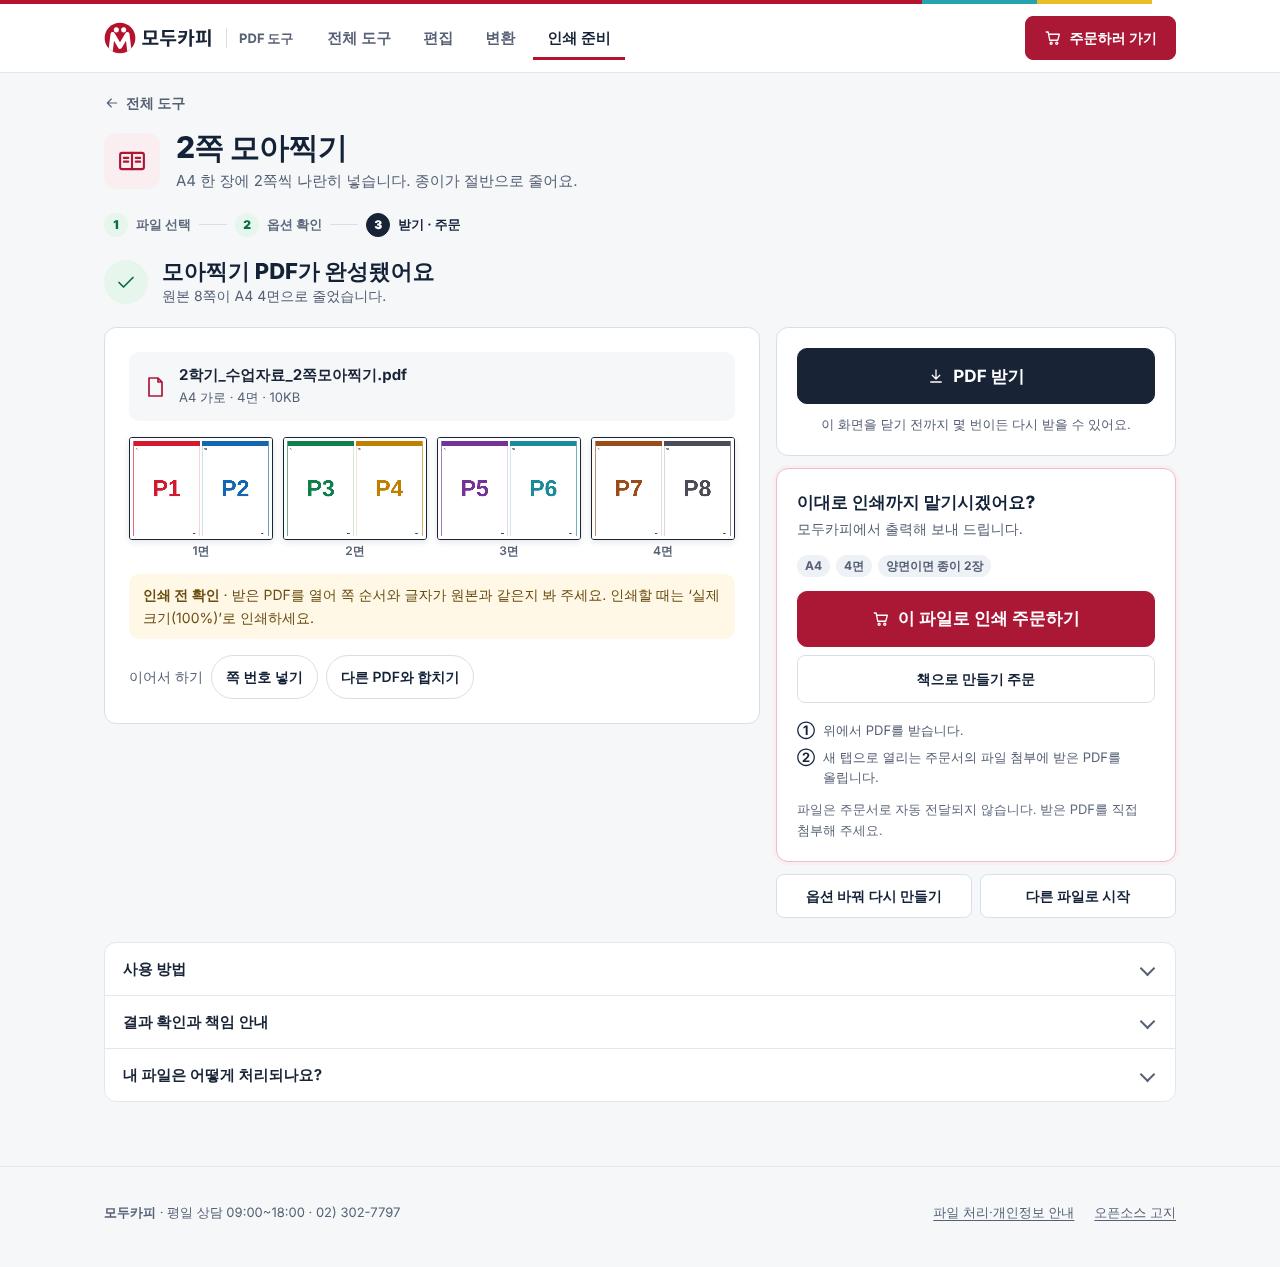 모두카피
PDF 도구
전체 도구
편집
변환
인쇄 준비
주문하러 가기
전체 도구
2쪽 모아찍기
A4 한 장에 2쪽씩 나란히 넣습니다. 종이가 절반으로 줄어요.
1 파일 선택
2 옵션 확인
3 받기 · 주문
모아찍기 PDF가 완성됐어요
원본 8쪽이 A4 4면으로 줄었습니다.
2학기_수업자료_2쪽모아찍기.pdf
A4 가로 · 4면 · 10KB
P1 P2 P3 P4 P5 P6 P7 P8
1면 2면 3면 4면
인쇄 전 확인 · 받은 PDF를 열어 쪽 순서와 글자가 원본과 같은지 봐 주세요. 인쇄할 때는 ‘실제
크기(100%)’로 인쇄하세요.
이어서 하기
쪽 번호 넣기
다른 PDF와 합치기
PDF 받기
이 화면을 닫기 전까지 몇 번이든 다시 받을 수 있어요.
이대로 인쇄까지 맡기시겠어요?
모두카피에서 출력해 보내 드립니다.
A4 4면 양면이면 종이 2장
이 파일로 인쇄 주문하기
책으로 만들기 주문
① 위에서 PDF를 받습니다.
② 새 탭으로 열리는 주문서의 파일 첨부에 받은 PDF를
올립니다.
파일은 주문서로 자동 전달되지 않습니다. 받은 PDF를 직접
첨부해 주세요.
옵션 바꿔 다시 만들기
다른 파일로 시작
사용 방법
결과 확인과 책임 안내
내 파일은 어떻게 처리되나요?
모두카피 · 평일 상담 09:00~18:00 · 02) 302-7797
파일 처리·개인정보 안내
오픈소스 고지